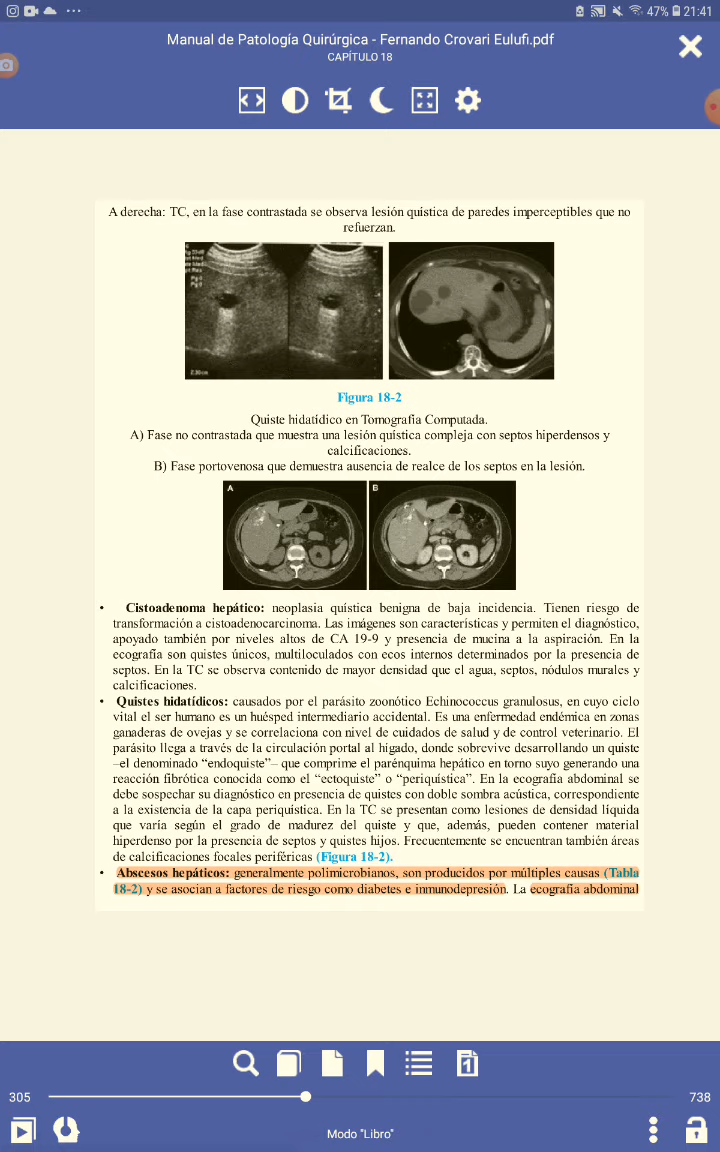 47% 21:41
Manual de Patología Quirúrgica - Fernando Crovari Eulufi.pdf
CAPÍTULO 18
A derecha: TC, en la fase contrastada se observa lesión quística de paredes imperceptibles que no
refuerzan.
Figura 18-2
Quiste hidatídico en Tomografía Computada.
A) Fase no contrastada que muestra una lesión quística compleja con septos hiperdensos y
calcificaciones.
B) Fase portovenosa que demuestra ausencia de realce de los septos en la lesión.
A B
• Cistoadenoma hepático: neoplasia quística benigna de baja incidencia. Tienen riesgo de
transformación a cistoadenocarcinoma. Las imágenes son características y permiten el diagnóstico,
apoyado también por niveles altos de CA 19-9 y presencia de mucina a la aspiración. En la
ecografía son quistes únicos, multiloculados con ecos internos determinados por la presencia de
septos. En la TC se observa contenido de mayor densidad que el agua, septos, nódulos murales y
calcificaciones.
• Quistes hidatídicos: causados por el parásito zoonótico Echinococcus granulosus, en cuyo ciclo
vital el ser humano es un huésped intermediario accidental. Es una enfermedad endémica en zonas
ganaderas de ovejas y se correlaciona con nivel de cuidados de salud y de control veterinario. El
parásito llega a través de la circulación portal al hígado, donde sobrevive desarrollando un quiste
–el denominado “endoquiste”– que comprime el parénquima hepático en torno suyo generando una
reacción fibrótica conocida como el “ectoquiste” o “periquística”. En la ecografía abdominal se
debe sospechar su diagnóstico en presencia de quistes con doble sombra acústica, correspondiente
a la existencia de la capa periquística. En la TC se presentan como lesiones de densidad líquida
que varía según el grado de madurez del quiste y que, además, pueden contener material
hiperdenso por la presencia de septos y quistes hijos. Frecuentemente se encuentran también áreas
de calcificaciones focales periféricas (Figura 18-2).
• Abscesos hepáticos: generalmente polimicrobianos, son producidos por múltiples causas (Tabla
18-2) y se asocian a factores de riesgo como diabetes e inmunodepresión. La ecografía abdominal
1
305 738
Modo "Libro"